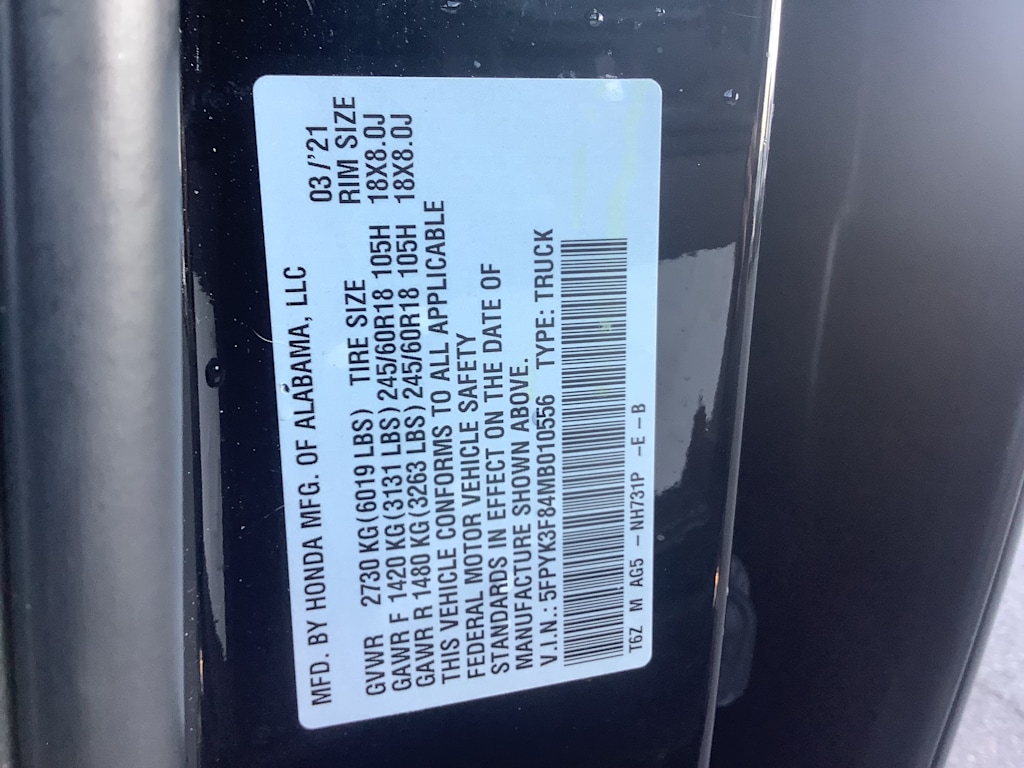 MFD. BY HONDA MFG. OF ALABAMA, LLC 03/'21
GVWR 2730 KG(6019 LBS) TIRE SIZE RIM SIZE
GAWR F 1420 KG(3131 LBS) 245/60R18 105H 18X8.0J
GAWR R 1480 KG(3263 LBS) 245/60R18 105H 18X8.0J
THIS VEHICLE CONFORMS TO ALL APPLICABLE
FEDERAL MOTOR VEHICLE SAFETY
STANDARDS IN EFFECT ON THE DATE OF
MANUFACTURE SHOWN ABOVE.
V.I.N.: 5FPYK3F84MB010556 TYPE: TRUCK
T6Z M AG5 -NH731P -E-B